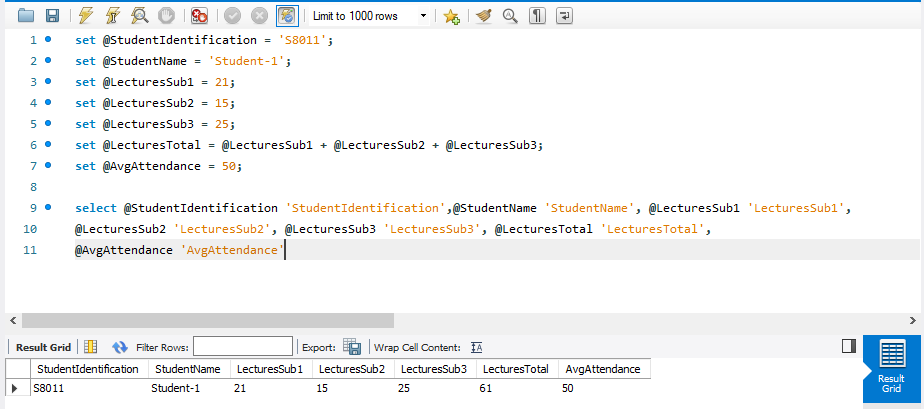 Limit to 1000 rows
1 set @StudentIdentification = 'S8011';
2 set @StudentName = 'Student-1';
3 set @LecturesSub1 = 21;
4 set @LecturesSub2 = 15;
5 set @LecturesSub3 = 25;
6 set @LecturesTotal = @LecturesSub1 + @LecturesSub2 + @LecturesSub3;
7 set @AvgAttendance = 50;
8
9 select @StudentIdentification 'StudentIdentification',@StudentName 'StudentName', @LecturesSub1 'LecturesSub1',
10 @LecturesSub2 'LecturesSub2', @LecturesSub3 'LecturesSub3', @LecturesTotal 'LecturesTotal',
11 @AvgAttendance 'AvgAttendance'
Result Grid Filter Rows: Export: Wrap Cell Content: IA
StudentIdentification StudentName LecturesSub1 LecturesSub2 LecturesSub3 LecturesTotal AvgAttendance
S8011 Student-1 21 15 25 61 50
Result
Grid